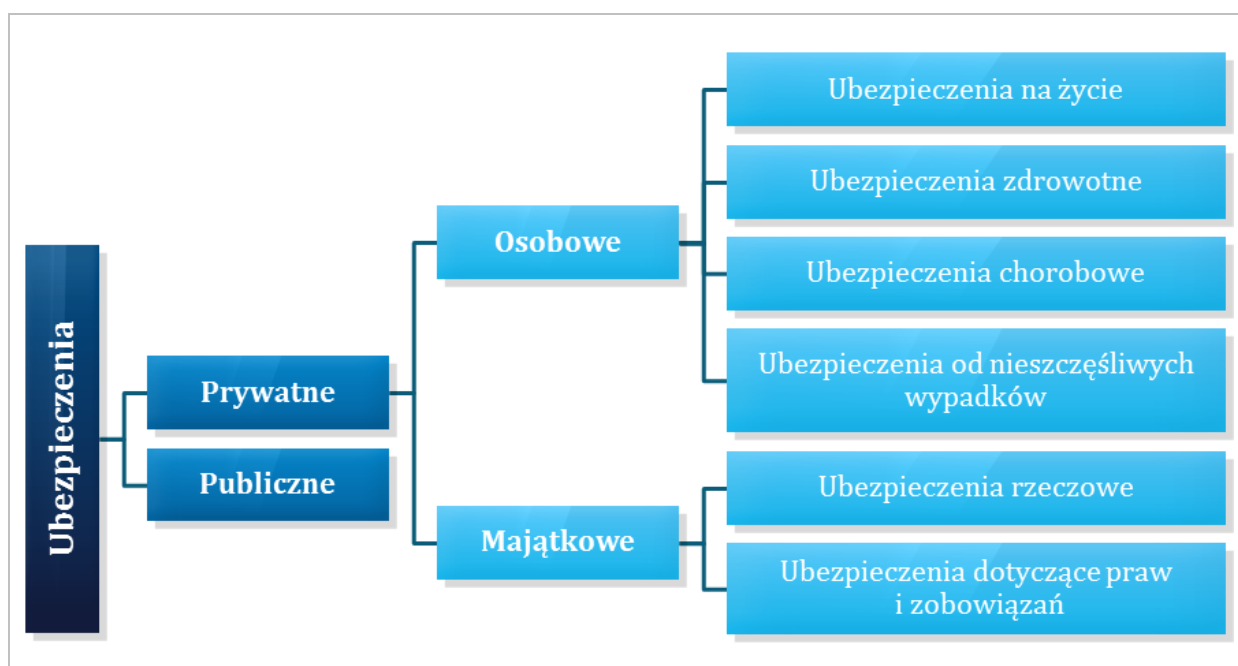 Ubezpieczenia
Prywatne
Publiczne
Osobowe
Majątkowe
Ubezpieczenia na życie
Ubezpieczenia zdrowotne
Ubezpieczenia chorobowe
Ubezpieczenia od nieszczęśliwych
wypadków
Ubezpieczenia rzeczowe
Ubezpieczenia dotyczące praw
i zobowiązań